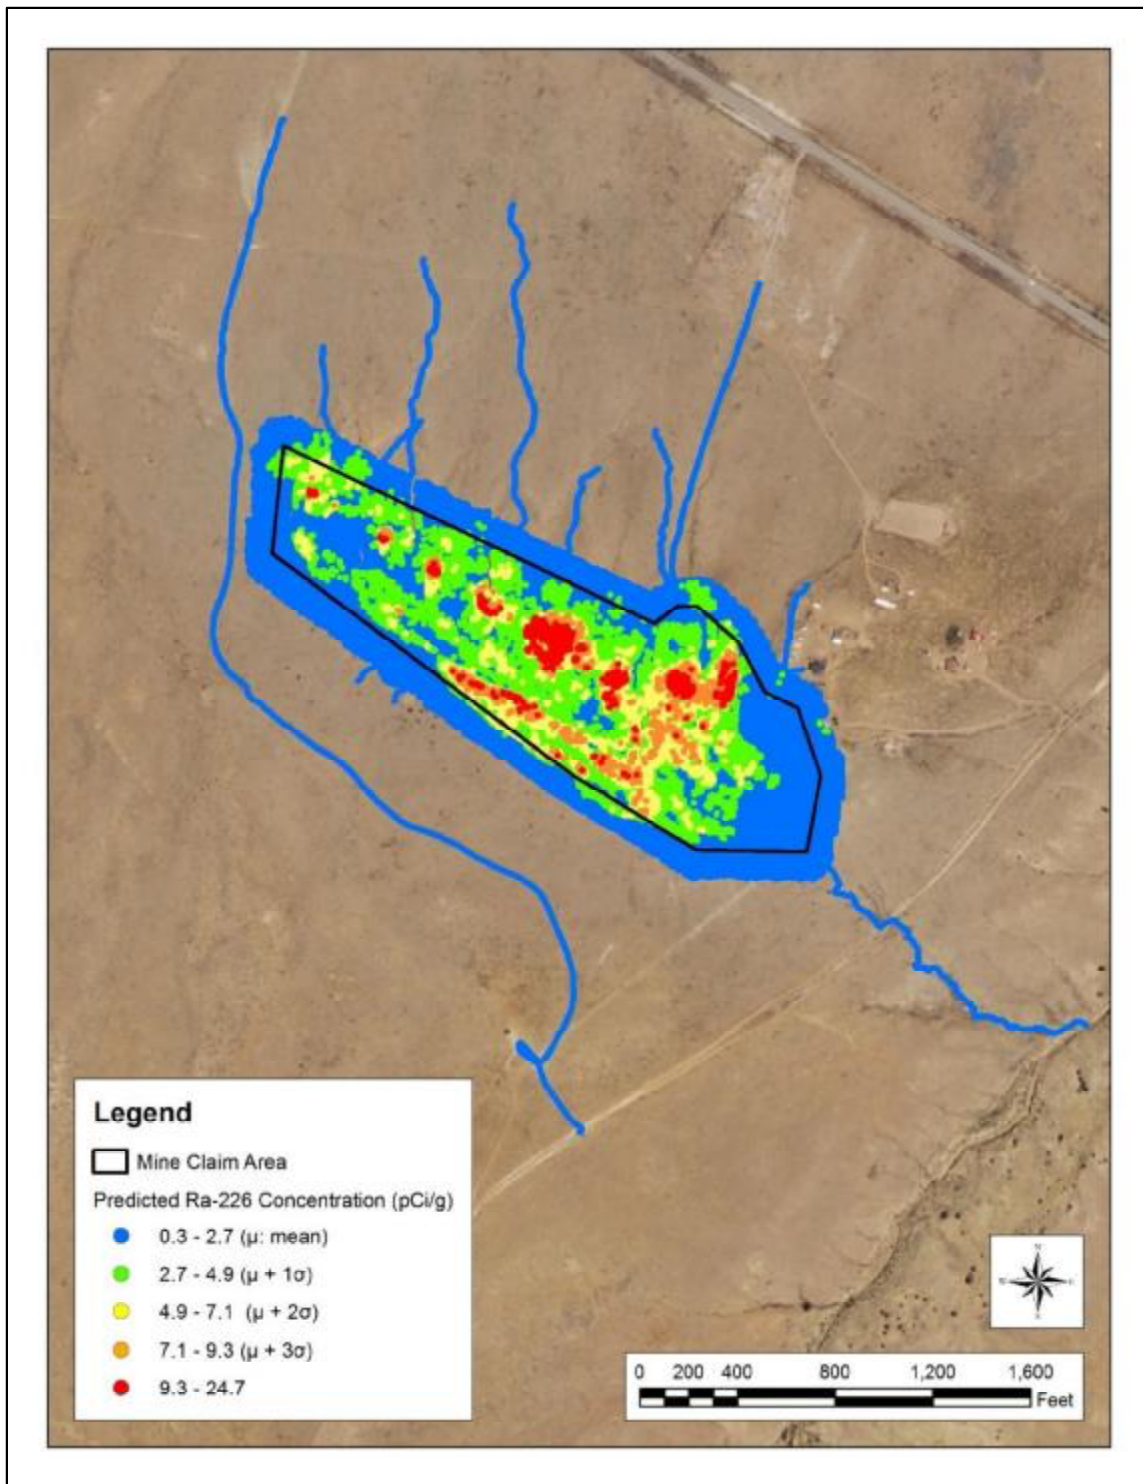 Legend
Mine Claim Area
Predicted Ra-226 Concentration (pCi/g)
0.3 - 2.7 (μ: mean)
2.7 - 4.9 (μ + 1σ)
4.9 - 7.1 (μ + 2σ)
7.1 - 9.3 (μ + 3σ)
9.3 - 24.7
N
W E
S
0 200 400 800 1,200 1,600
Feet